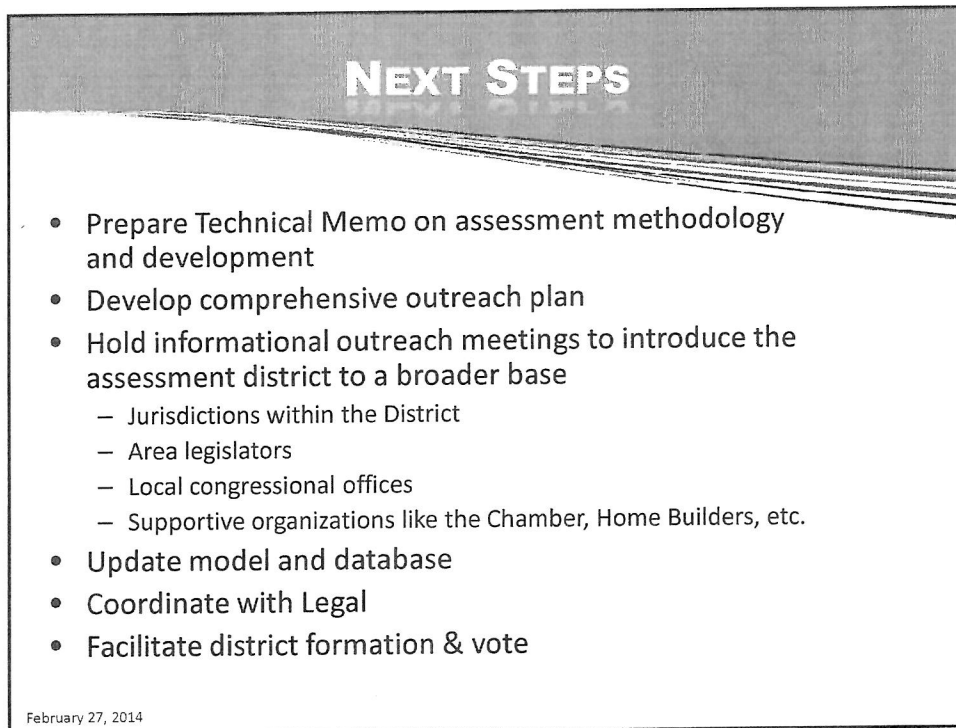 NEXT STEPS
• Prepare Technical Memo on assessment methodology
and development
• Develop comprehensive outreach plan
• Hold informational outreach meetings to introduce the
assessment district to a broader base
– Jurisdictions within the District
– Area legislators
– Local congressional offices
– Supportive organizations like the Chamber, Home Builders, etc.
• Update model and database
• Coordinate with Legal
• Facilitate district formation & vote
February 27, 2014